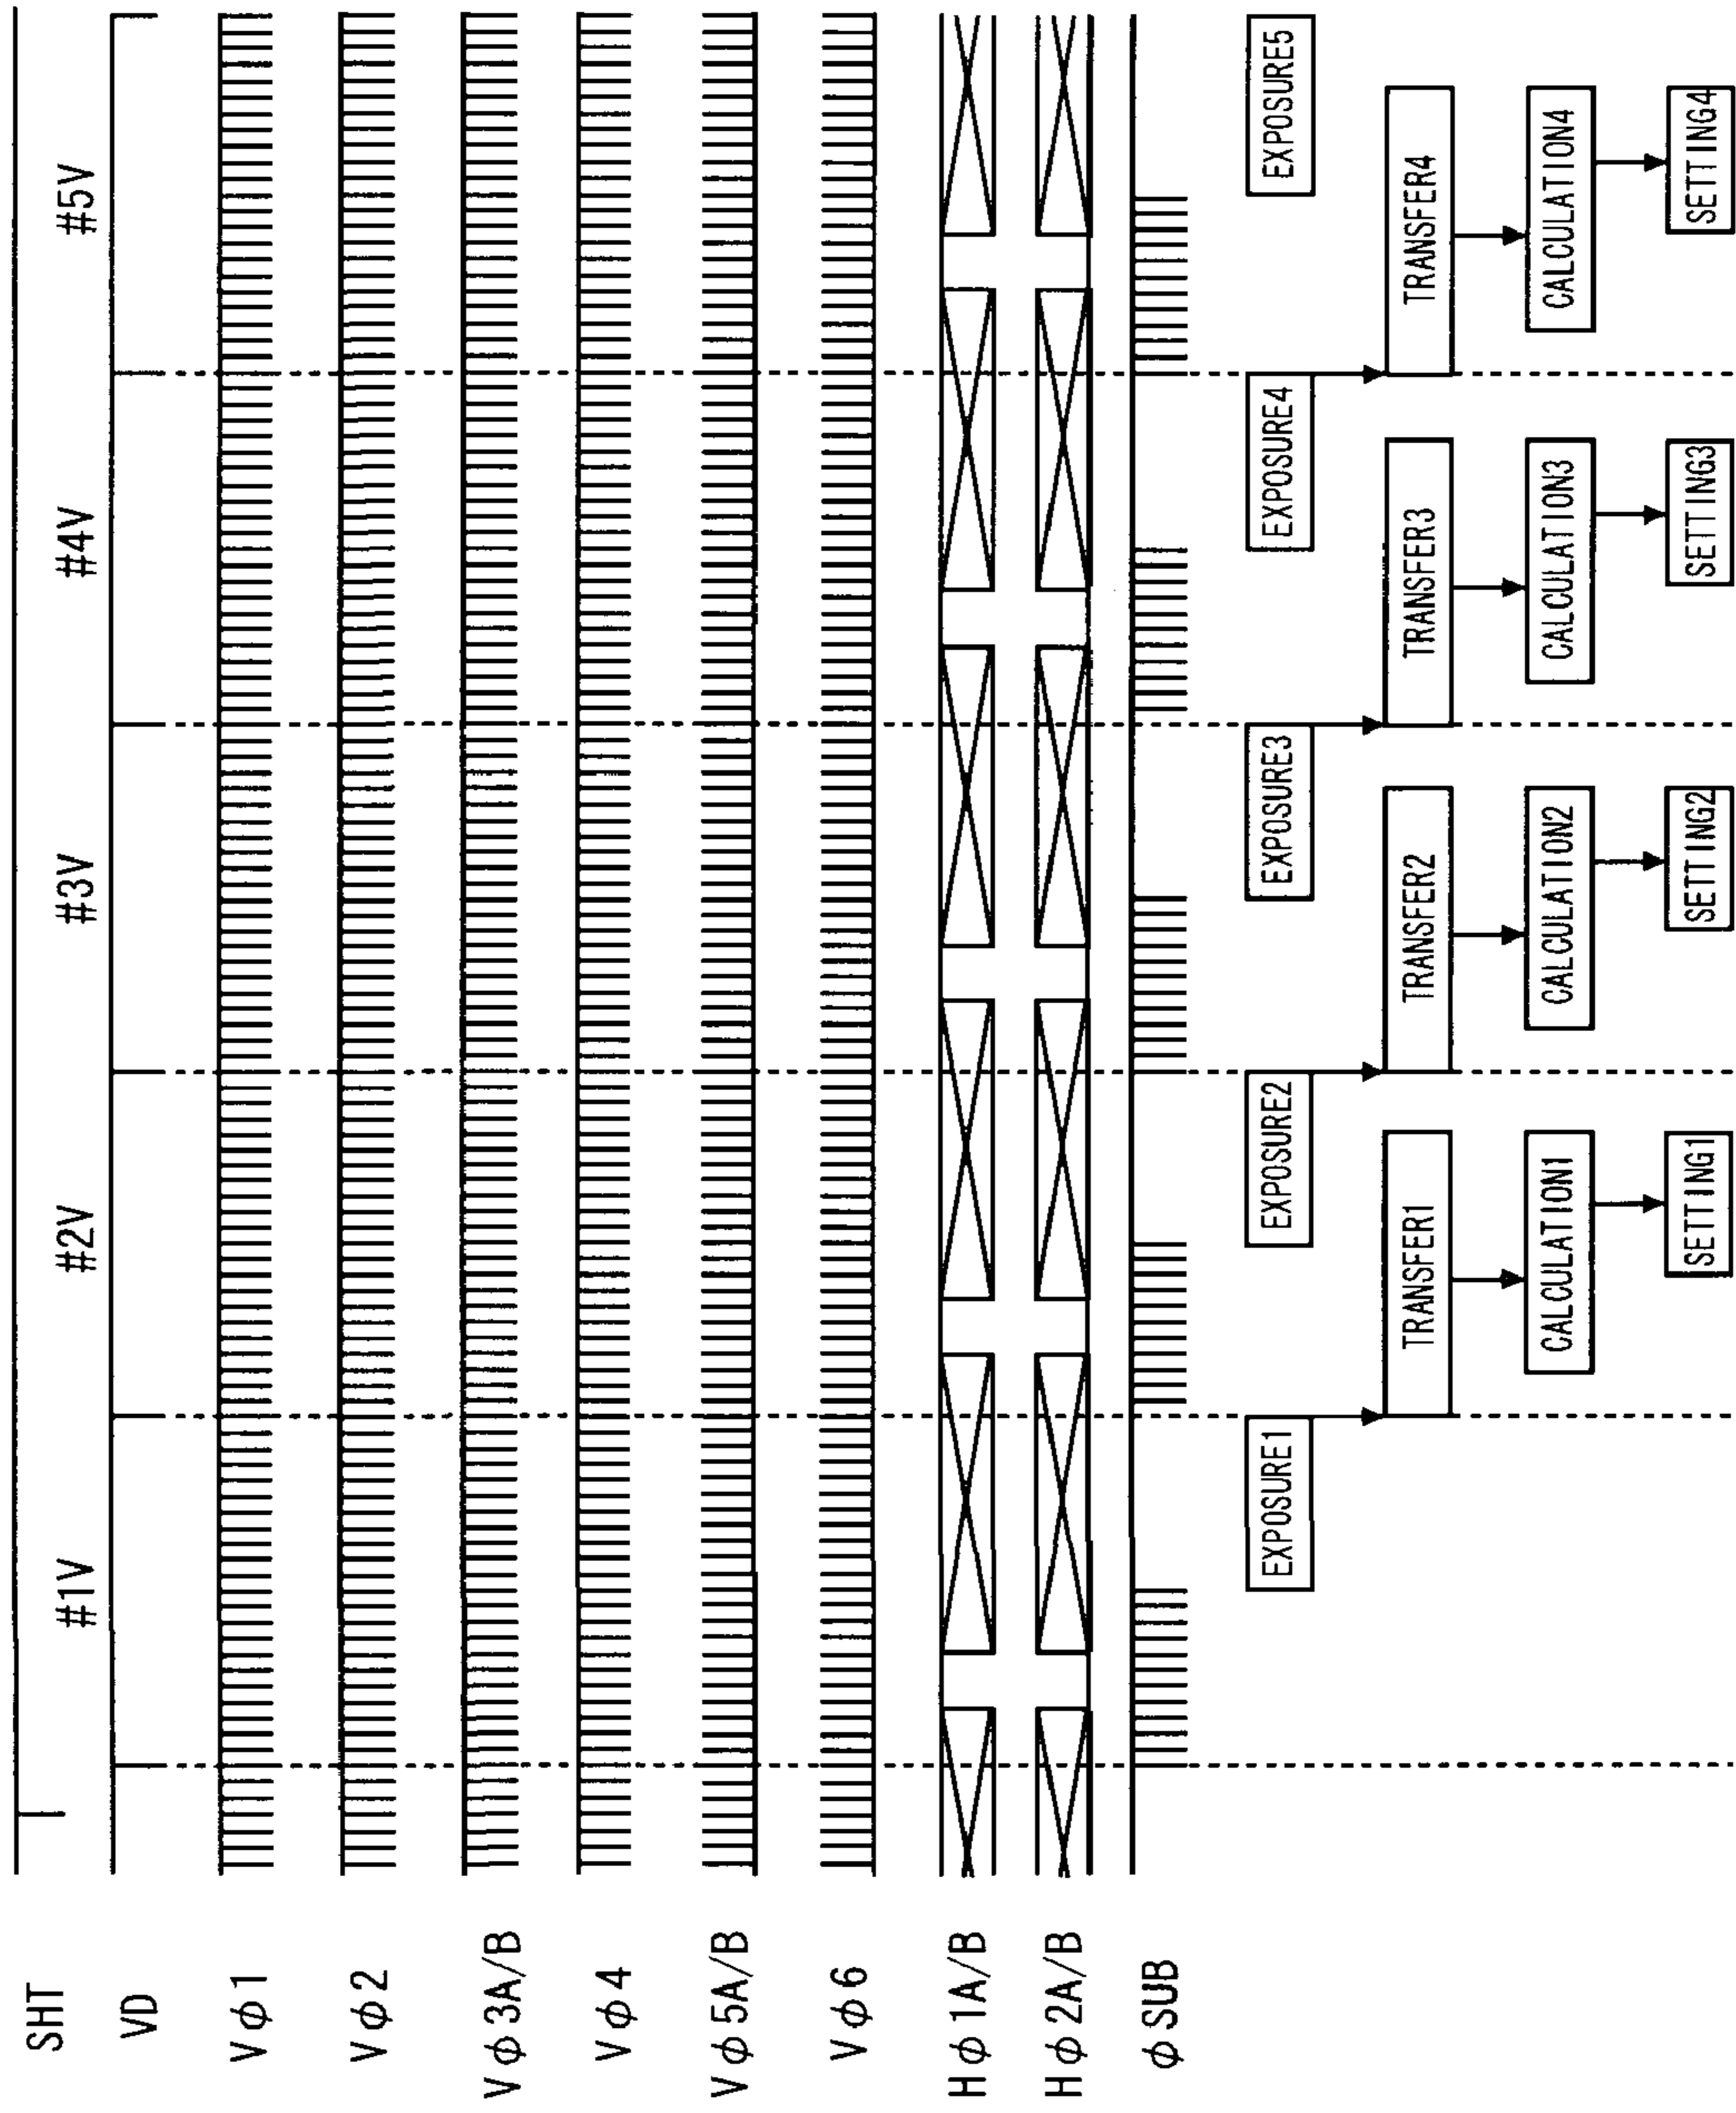 SHT
#1V #2V #3V #4V #5V
VD
Vφ1
Vφ2
Vφ3A/B
Vφ4
Vφ5A/B
Vφ6
Hφ1A/B
Hφ2A/B
φSUB
EXPOSURE1 EXPOSURE2 EXPOSURE3 EXPOSURE4 EXPOSURE5
TRANSFER1 TRANSFER2 TRANSFER3 TRANSFER4
CALCULATION1 CALCULATION2 CALCULATION3 CALCULATION4
SETTING1 SETTING2 SETTING3 SETTING4